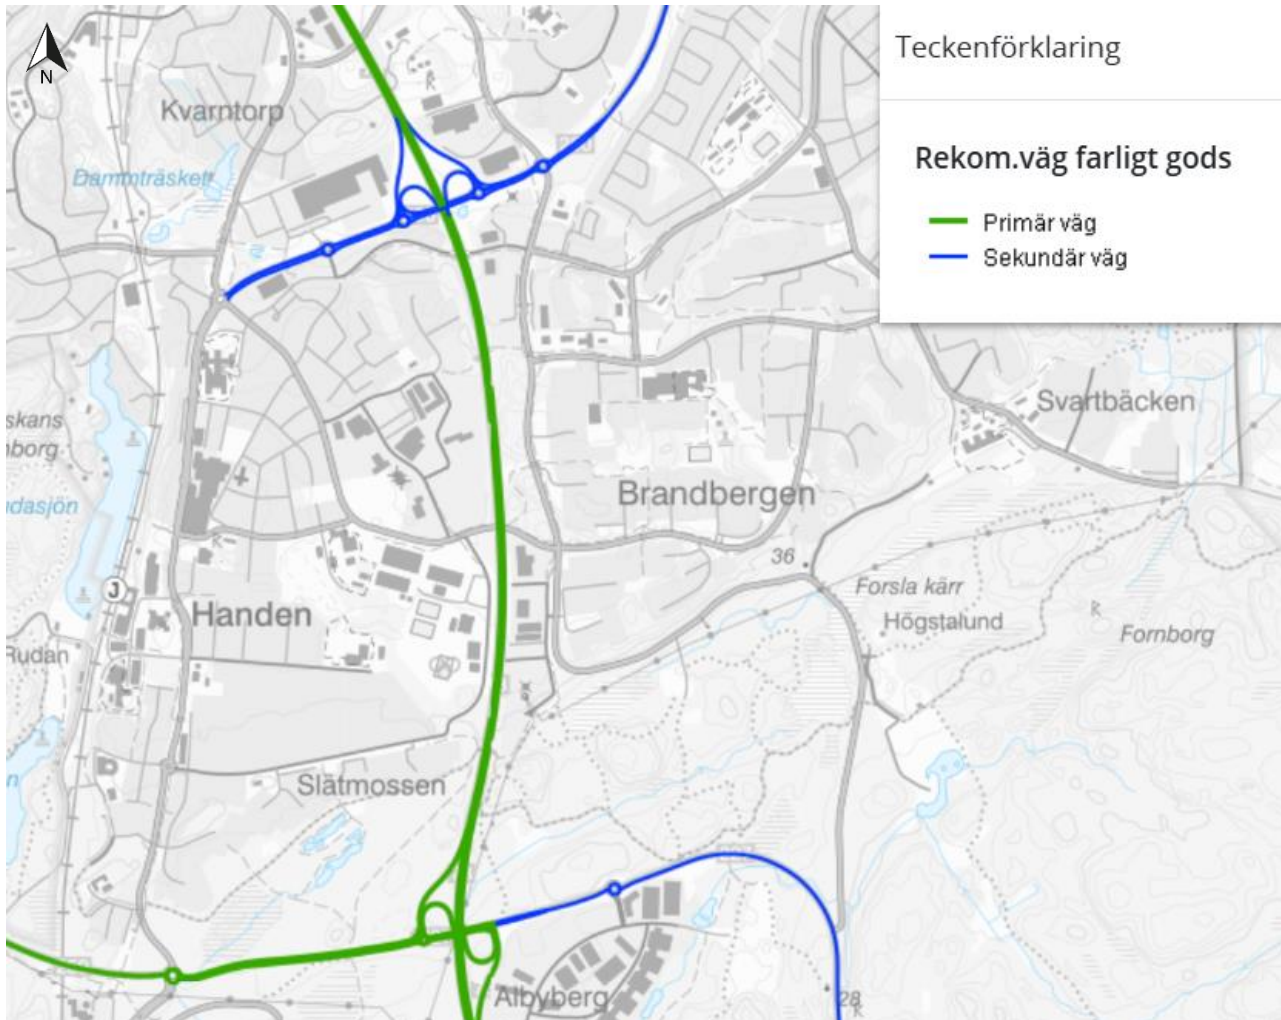 N
Kvarntorp
Dammträsket
Teckenförklaring
Rekom.väg farligt gods
Primär väg
Sekundär väg
Svartbäcken
skans
nborg
dasjön
Brandbergen
36
Forsla kärr
J
Handen
Högstalund
R
Fornborg
Rudan
Slätmossen
Albyberg
28
R